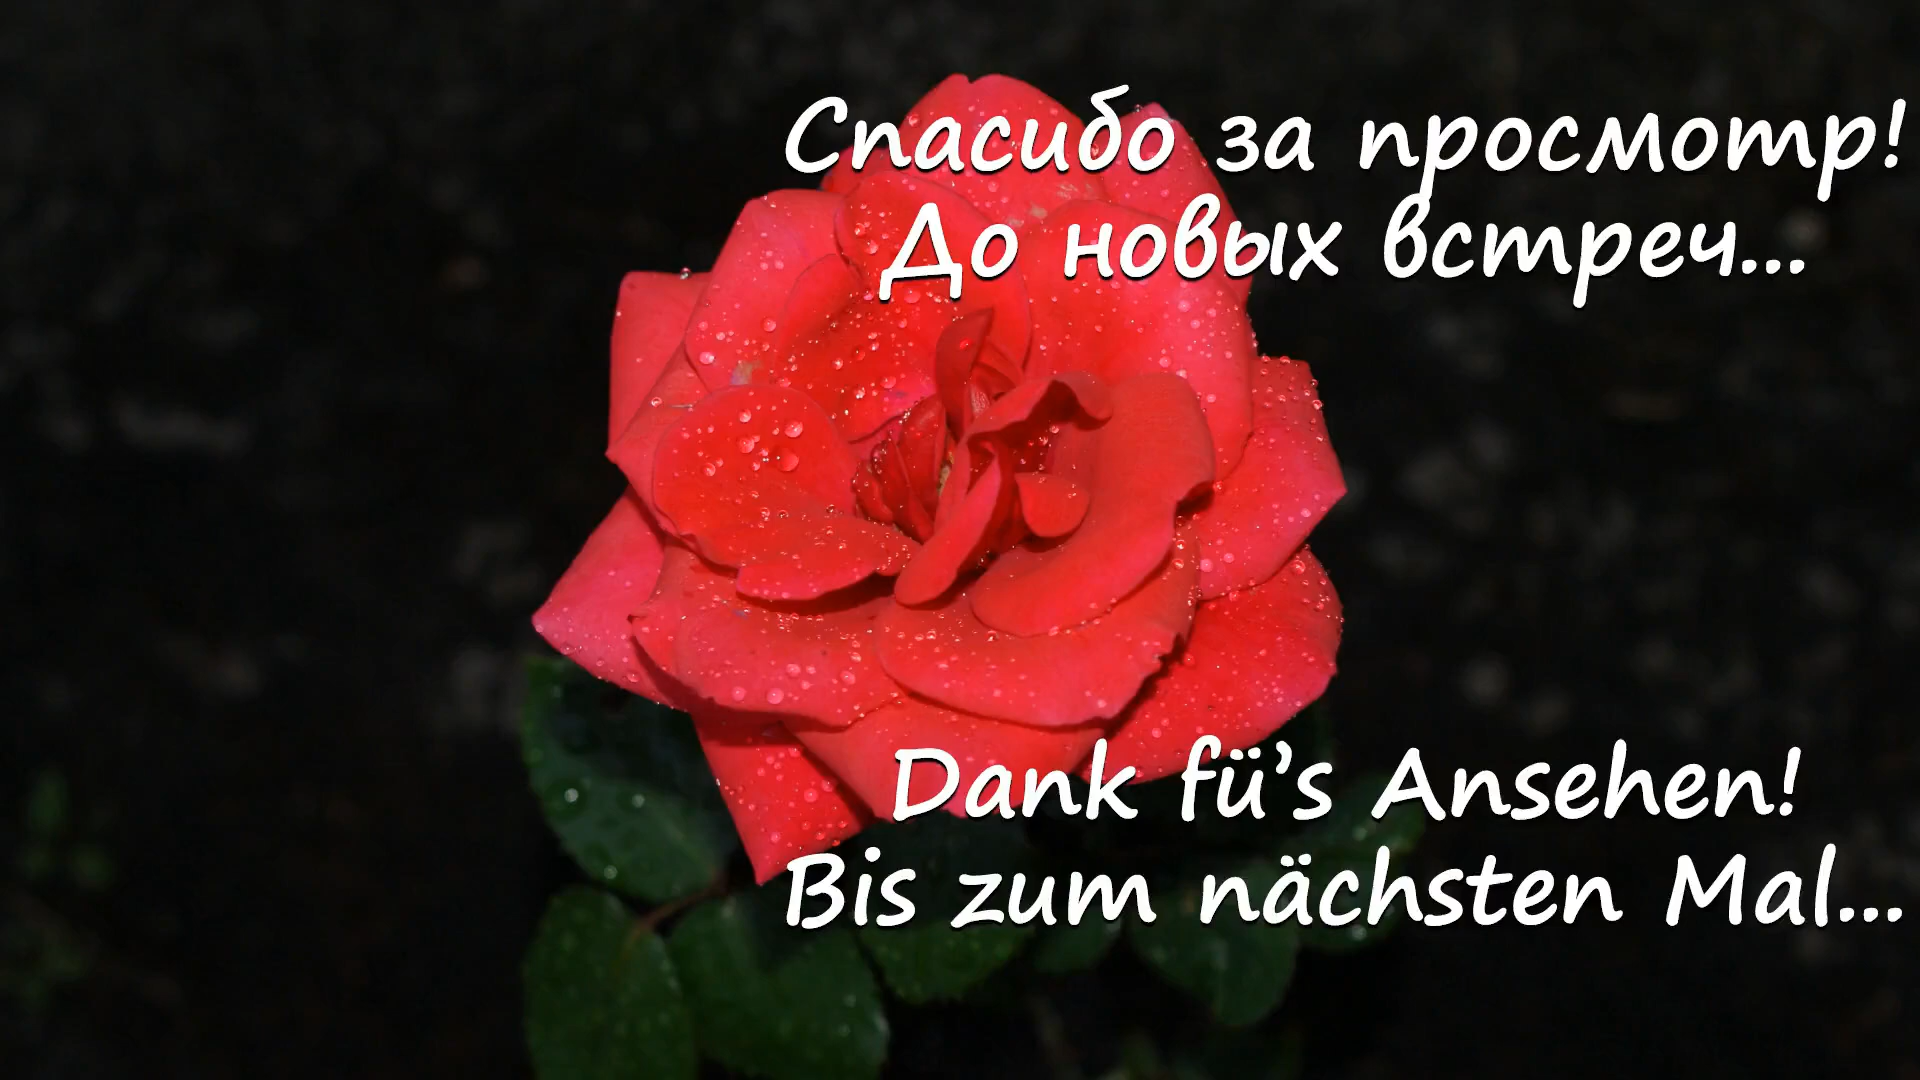 Спасибо за просмотр!
До новых встреч...
Dank fü’s Ansehen!
Bis zum nächsten Mal...